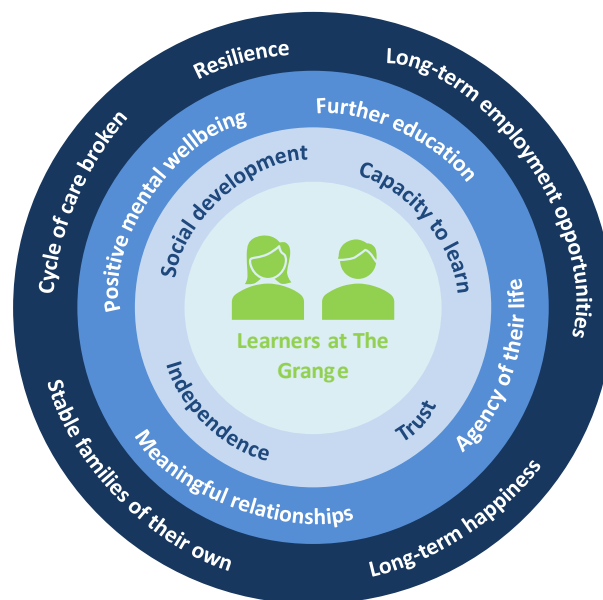 Resilience
Long-term employment opportunities
Long-term happiness
Stable families of their own
Cycle of care broken
Positive mental wellbeing
Further education
Agency of their life
Meaningful relationships
Social development
Capacity to learn
Trust
Independence
Learners at The
Grange